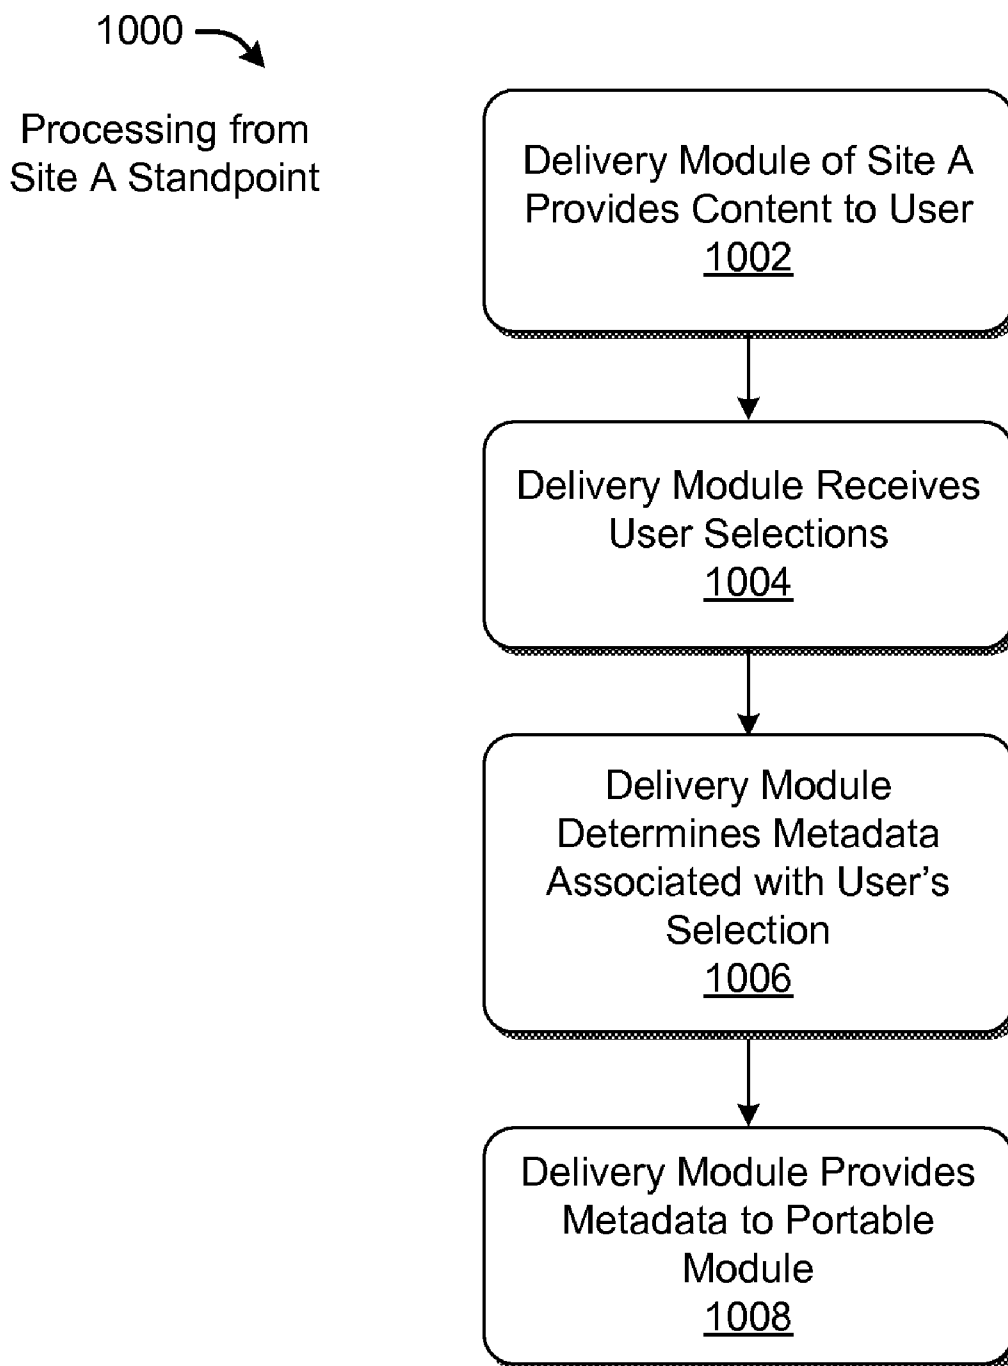 1000
Processing from
Site A Standpoint
Delivery Module of Site A
Provides Content to User
1002
Delivery Module Receives
User Selections
1004
Delivery Module
Determines Metadata
Associated with User’s
Selection
1006
Delivery Module Provides
Metadata to Portable
Module
1008